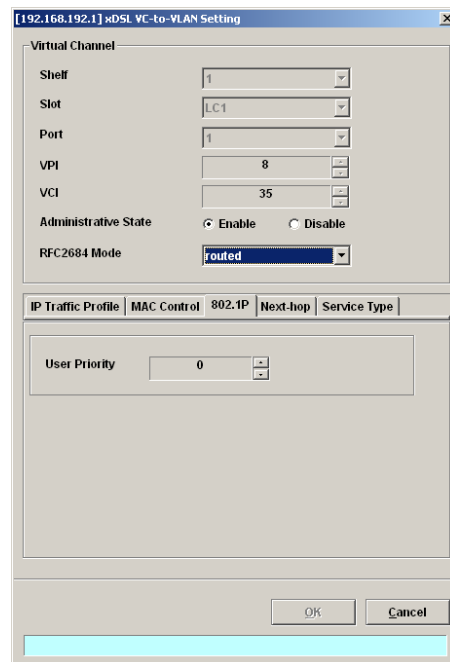 [192.168.192.1] xDSL VC-to-VLAN Setting
Virtual Channel
Shelf 1
Slot LC1
Port 1
VPI 8
VCI 35
Administrative State Enable Disable
RFC2684 Mode routed
IP Traffic Profile MAC Control 802.1P Next-hop Service Type
User Priority 0
OK Cancel